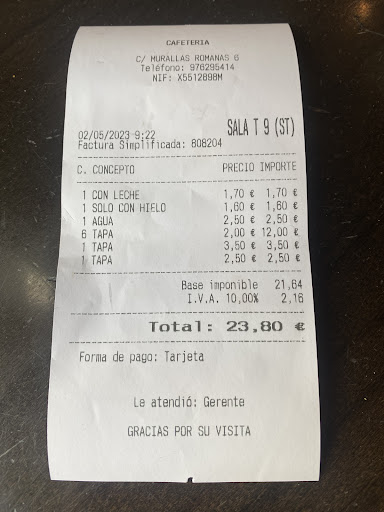 CAFETERIA
C/ MURALLAS ROMANAS 6
Teléfono: 976295414
NIF: X5512898M
SALA T 9 (ST)
02/05/2023 9:22
Factura Simplificada: 808204
C. CONCEPTO PRECIO IMPORTE
1 CON LECHE 1,70 € 1,70 €
1 SOLO CON HIELO 1,60 € 1,60 €
1 AGUA 2,50 € 2,50 €
6 TAPA 2,00 € 12,00 €
1 TAPA 3,50 € 3,50 €
1 TAPA 2,50 € 2,50 €
Base imponible 21,64
I.V.A. 10,00% 2,16
Total: 23,80 €
Forma de pago: Tarjeta
Le atendió: Gerente
GRACIAS POR SU VISITA